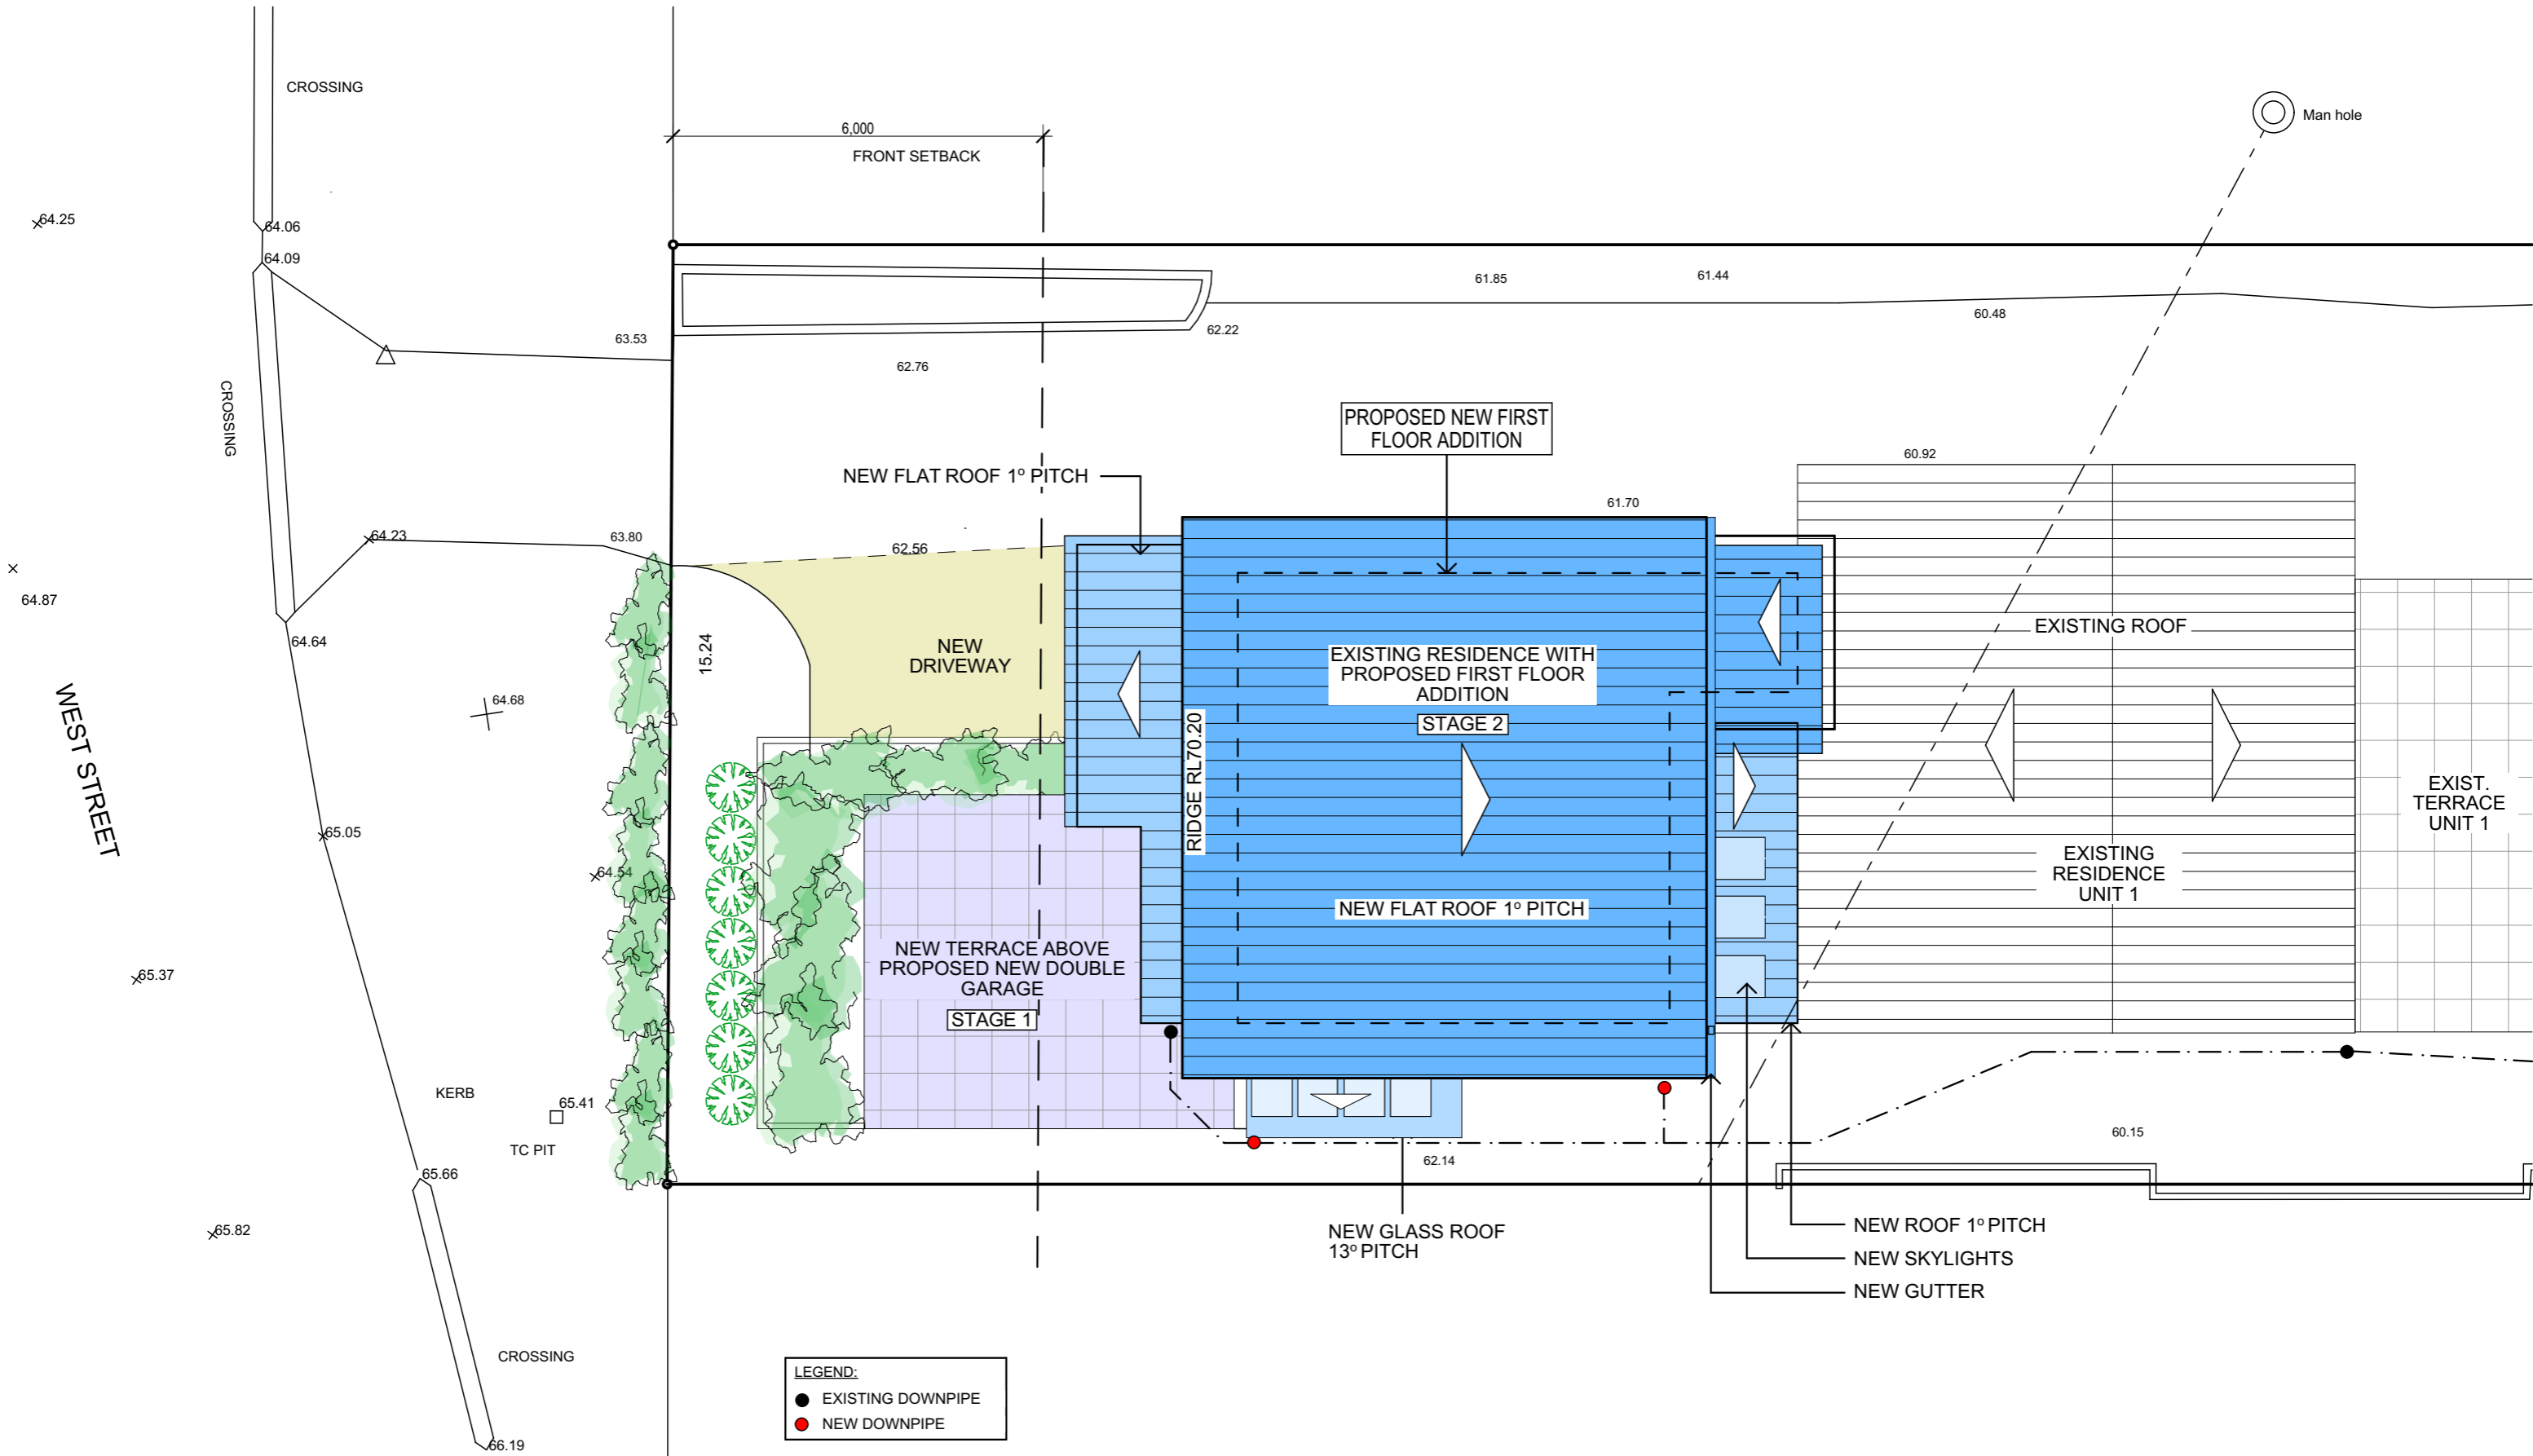 CROSSING
6,000
FRONT SETBACK
Man hole
64.25
64.06
64.09
61.85
61.44
60.48
63.53
62.22
62.76
CROSSING
PROPOSED NEW FIRST
FLOOR ADDITION
NEW FLAT ROOF 1º PITCH
60.92
61.70
64.23
63.80
62.56
64.87
64.64
15.24
NEW
DRIVEWAY
EXISTING RESIDENCE WITH
PROPOSED FIRST FLOOR
ADDITION
STAGE 2
EXISTING ROOF
64.68
WEST STREET
RIDGE RL70.20
EXIST.
TERRACE
UNIT 1
65.05
64.54
EXISTING
RESIDENCE
UNIT 1
NEW FLAT ROOF 1º PITCH
NEW TERRACE ABOVE
PROPOSED NEW DOUBLE
GARAGE
STAGE 1
65.37
KERB
65.41
TC PIT
60.15
62.14
65.66
65.82
NEW GLASS ROOF
13º PITCH
NEW ROOF 1º PITCH
NEW SKYLIGHTS
NEW GUTTER
CROSSING
66.19
LEGEND:
EXISTING DOWNPIPE
NEW DOWNPIPE